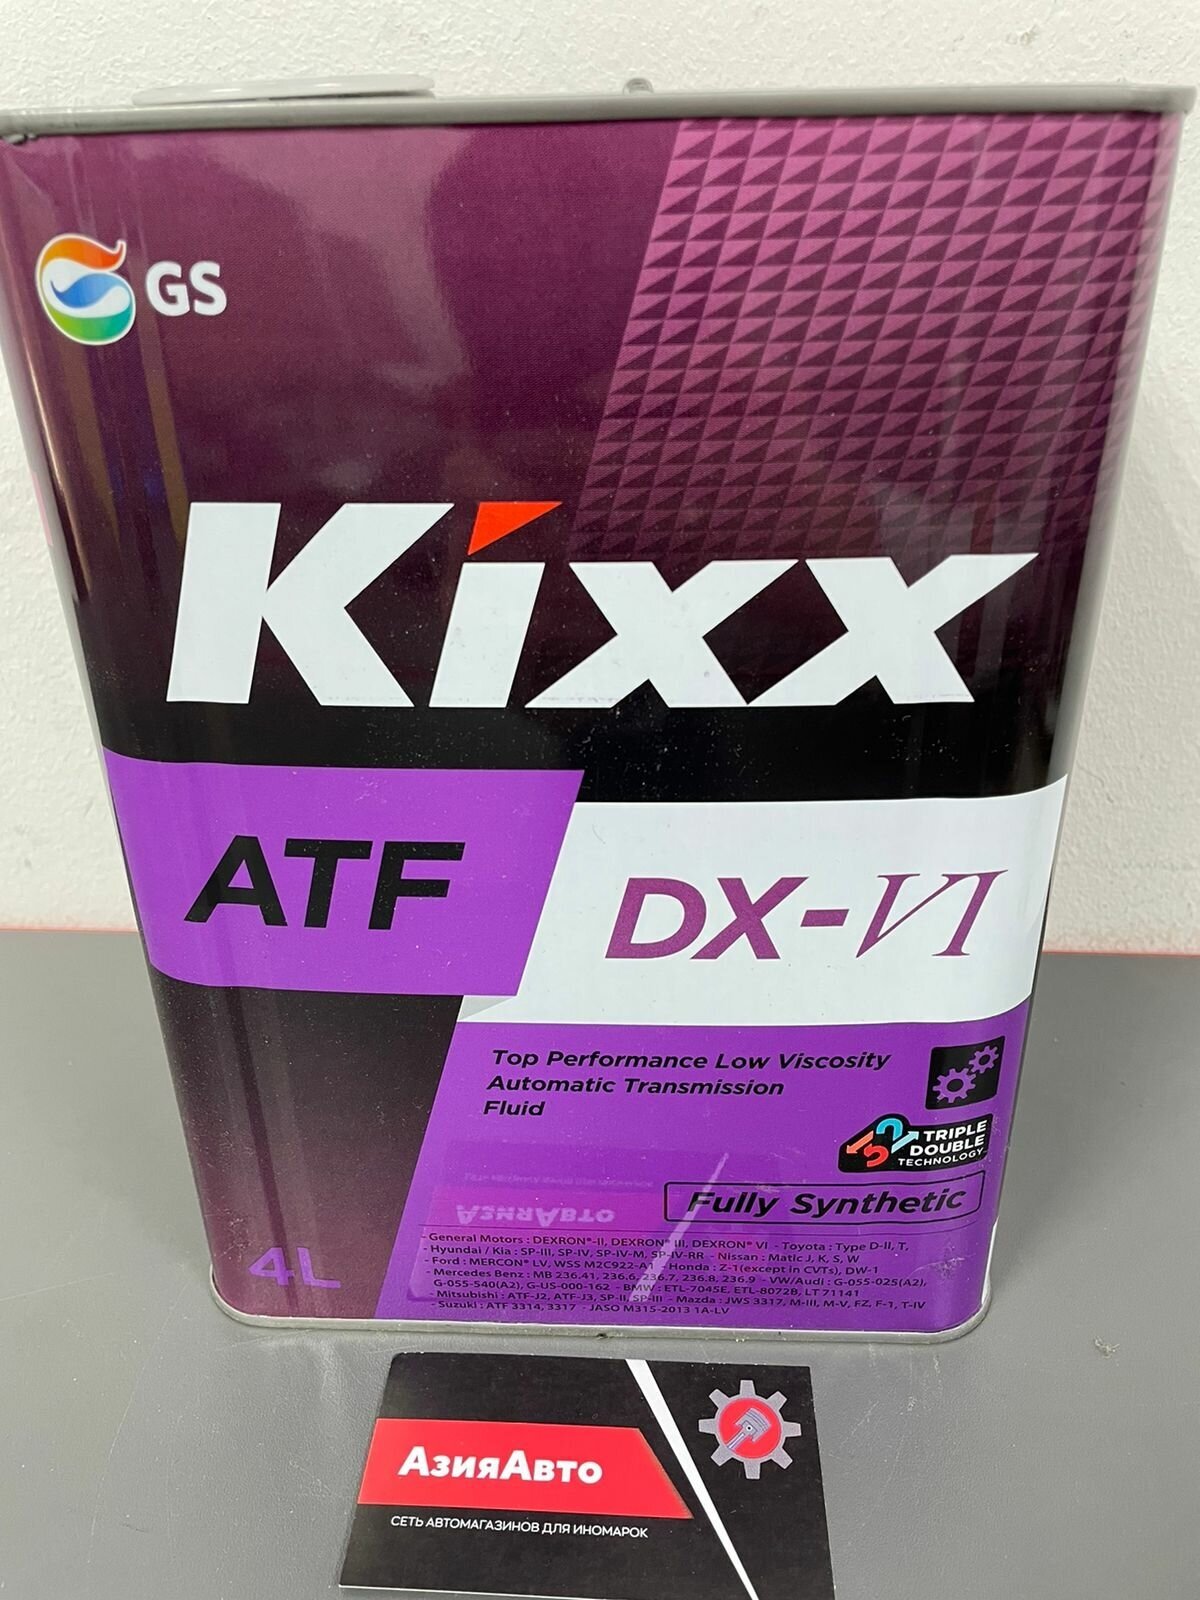 GS
Kixx
ATF
DX-VI
Top Performance Low Viscosity
Automatic Transmission
Fluid
TRIPLE
DOUBLE
TECHNOLOGY
Fully Synthetic
4L
- General Motors : DEXRON®-II, DEXRON® III, DEXRON® VI - Toyota : Type D-II, T,
- Hyundai / Kia : SP-III, SP-IV, SP-IV-M, SP-IV-RR - Nissan : Matic J, K, S, W
- Ford : MERCON® LV, WSS M2C922-A1 - Honda : Z-1(except in CVTs), DW-1
- Mercedes Benz : MB 236.41, 236.6, 236.7, 236.8, 236.9 - VW/Audi : G-055-025(A2),
G-055-540(A2), G-US-000-162 - BMW : ETL-7045E, ETL-8072B, LT 71141
- Mitsubishi : ATF-J2, ATF-J3, SP-II, SP-III - Mazda : JWS 3317, M-III, M-V, FZ, F-1, T-IV
- Suzuki : ATF 3314, 3317 - JASO M315-2013 1A-LV
АзияАвто
СЕТЬ АВТОМАГАЗИНОВ ДЛЯ ИНОМАРОК